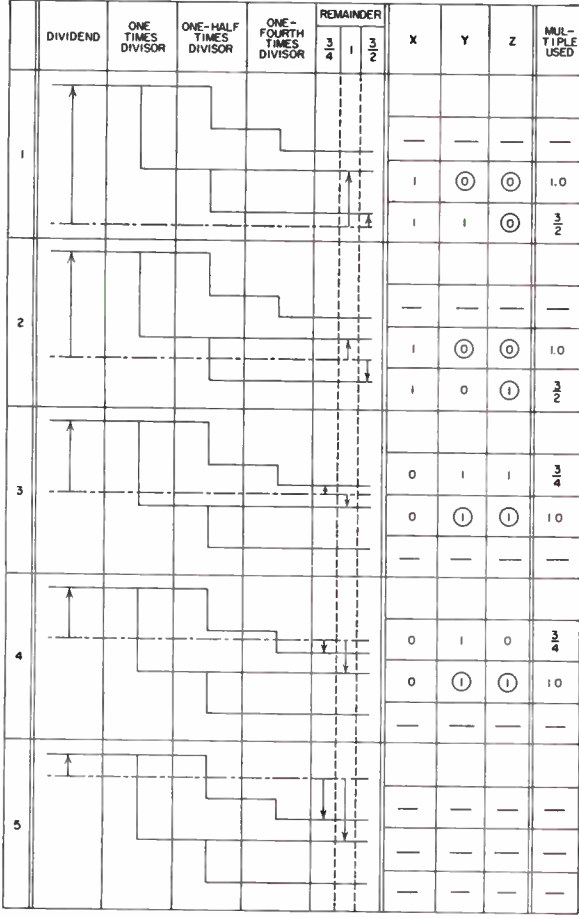 DIVIDEND
ONE
TIMES
DIVISOR
ONE-HALF
TIMES
DIVISOR
ONE-
FOURTH
TIMES
DIVISOR
REMAINDER
3/4 1 3/2
X Y Z
MUL-
TIPLE
USED
1
— — — —
1 0 0 1.0
1 1 0 3/2
2
— — — —
1 0 0 1.0
1 0 1 3/2
3
0 1 1 3/4
0 1 1 1 0
— — — —
4
0 1 0 3/4
0 1 1 1 0
— — — —
5
— — — —
— — — —
— — — —